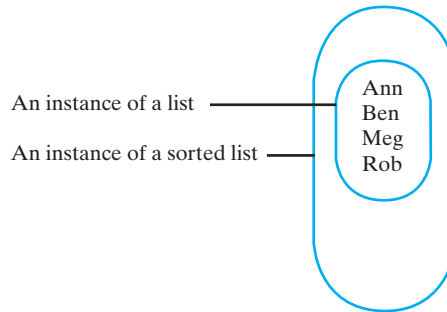 An instance of a list
An instance of a sorted list
Ann
Ben
Meg
Rob